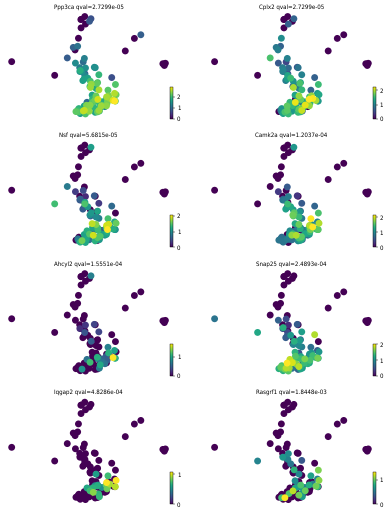 Ppp3ca qval=2.7299e-05
Cplx2 qval=2.7299e-05
2
1
0
2
1
0
Nsf qval=5.6815e-05
Camk2a qval=1.2037e-04
2
1
0
2
1
0
Ahcyl2 qval=1.5551e-04
Snap25 qval=2.4893e-04
1
0
2
1
0
Iqgap2 qval=4.8286e-04
Rasgrf1 qval=1.8448e-03
1
0
1
0